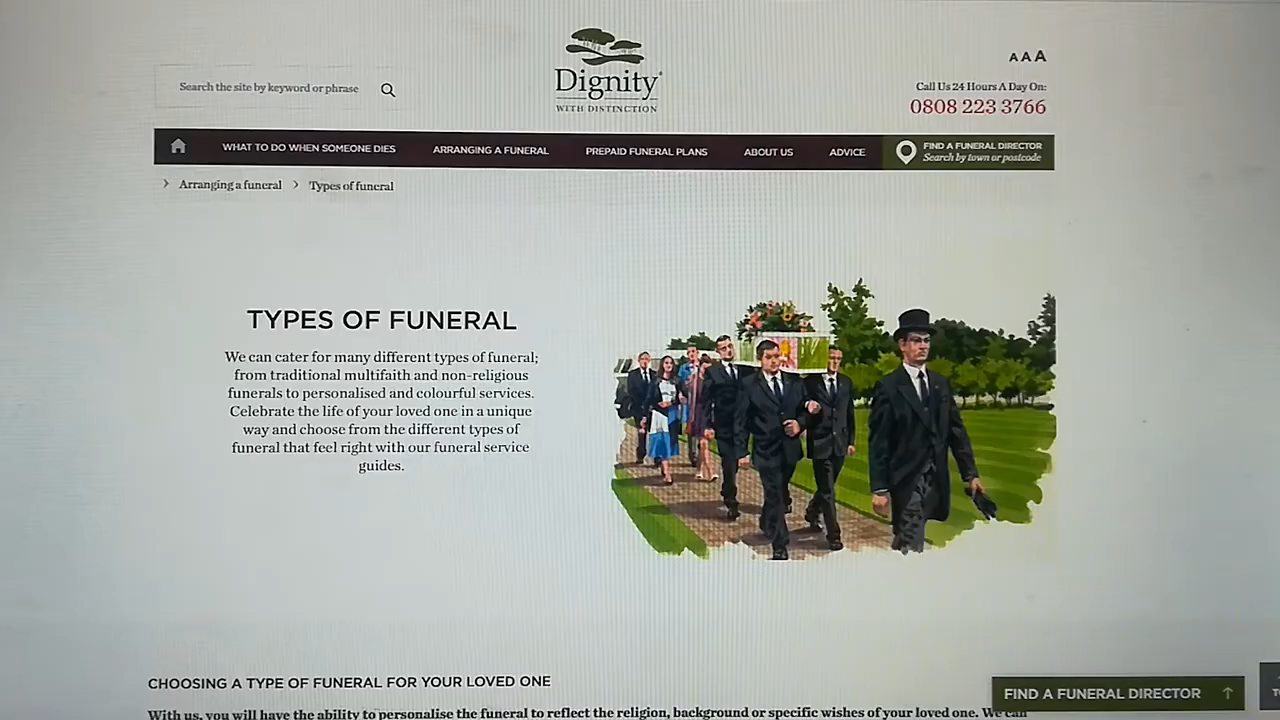 Dignity
WITH DISTINCTION
Search the site by keyword or phrase
A A A
Call Us 24 Hours A Day On:
0808 223 3766
WHAT TO DO WHEN SOMEONE DIES
ARRANGING A FUNERAL
PREPAID FUNERAL PLANS
ABOUT US
ADVICE
FIND A FUNERAL DIRECTOR
Search by town or postcode
Arranging a funeral
Types of funeral
TYPES OF FUNERAL
We can cater for many different types of funeral;
from traditional multifaith and non-religious
funerals to personalised and colourful services.
Celebrate the life of your loved one in a unique
way and choose from the different types of
funeral that feel right with our funeral service
guides.
CHOOSING A TYPE OF FUNERAL FOR YOUR LOVED ONE
With us, you will have the ability to personalise the funeral to reflect the religion, background or specific wishes of your loved one. We can
FIND A FUNERAL DIRECTOR